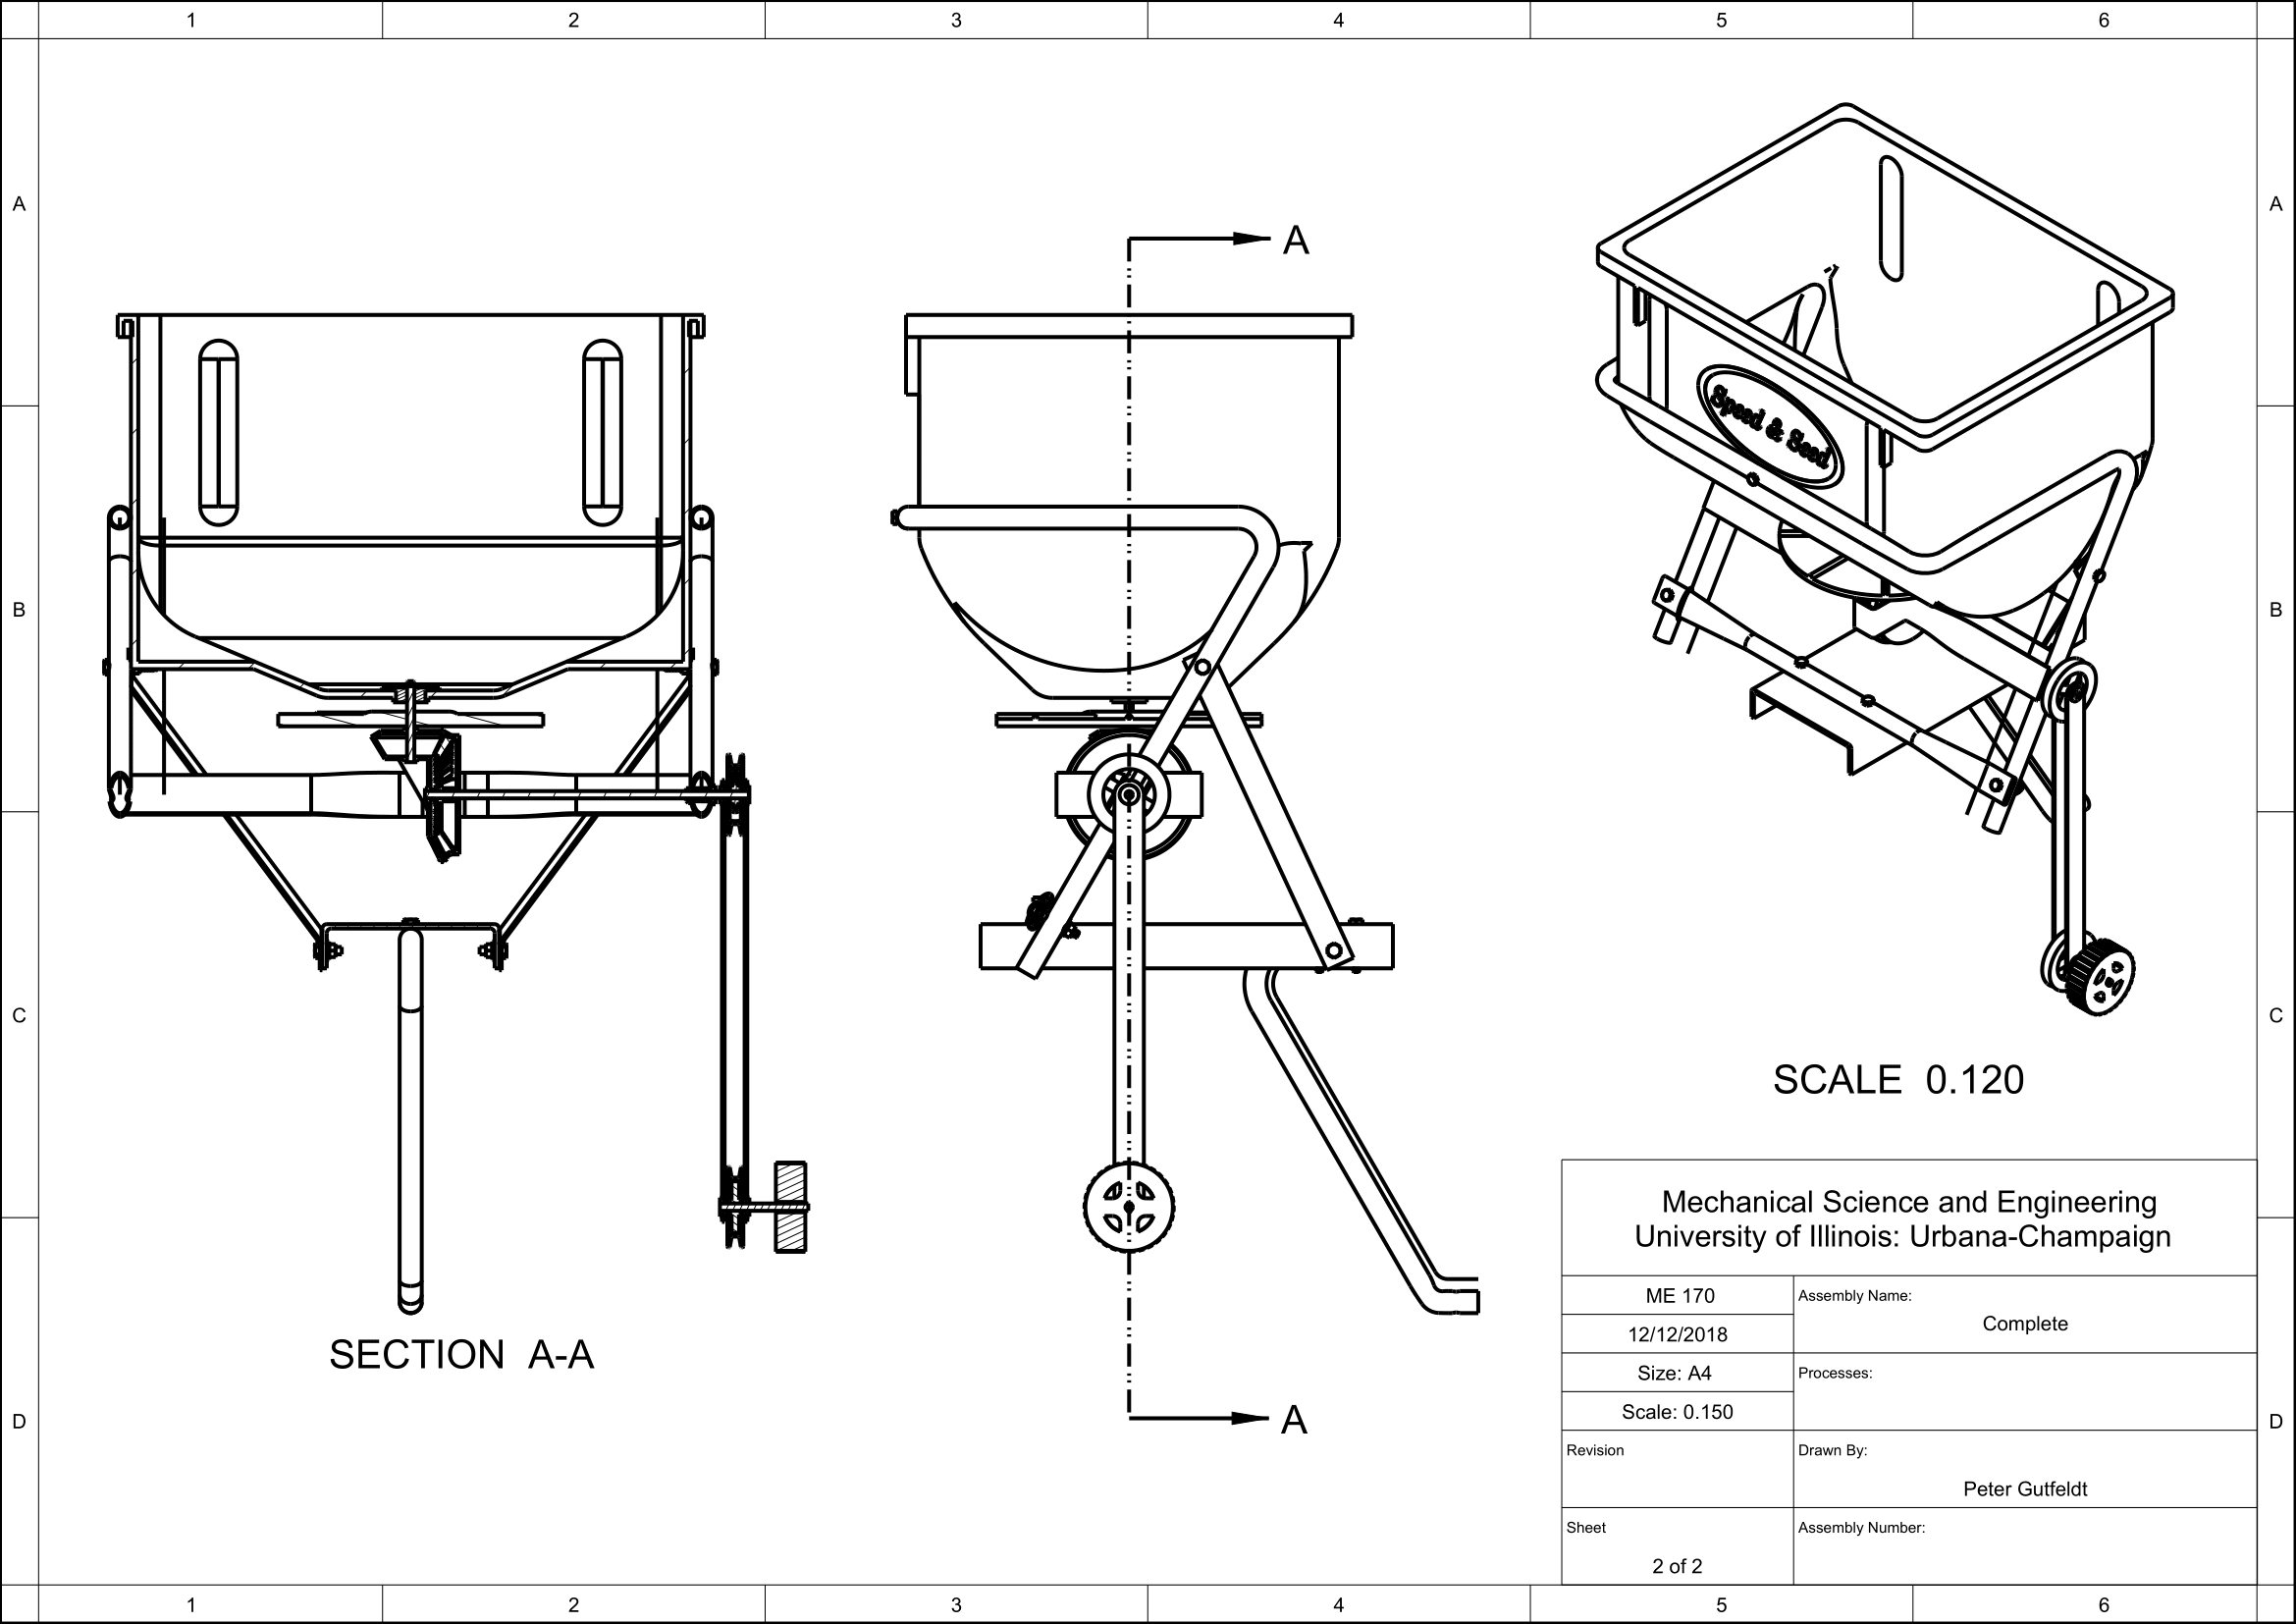 1 2 3 4 5 6
A A
A
Speed & Seed
B B
C C
SCALE 0.120
SECTION A-A
A
D D
Mechanical Science and Engineering
University of Illinois: Urbana-Champaign
ME 170
12/12/2018
Size: A4
Scale: 0.150
Assembly Name:
Complete
Processes:
Revision
Drawn By:
Peter Gutfeldt
Sheet
2 of 2
Assembly Number:
1 2 3 4 5 6